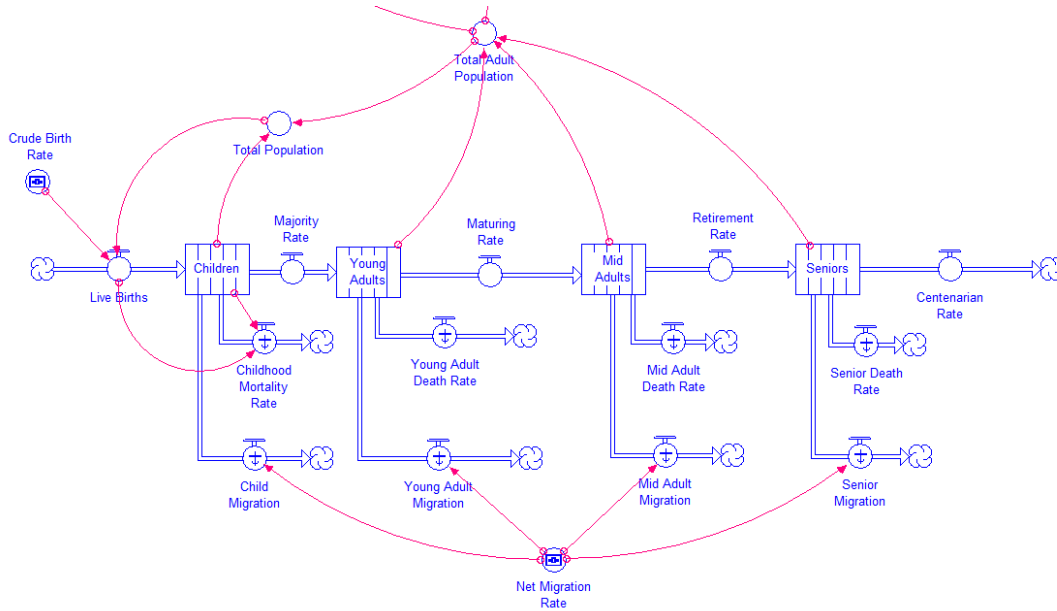 Total Adult
Population
Total Population
Crude Birth
Rate
Majority
Rate
Maturing
Rate
Retirement
Rate
Children
Young
Adults
Mid
Adults
Seniors
Live Births
Centenarian
Rate
Childhood
Mortality
Rate
Young Adult
Death Rate
Mid Adult
Death Rate
Senior Death
Rate
Child
Migration
Young Adult
Migration
Mid Adult
Migration
Senior
Migration
Net Migration
Rate